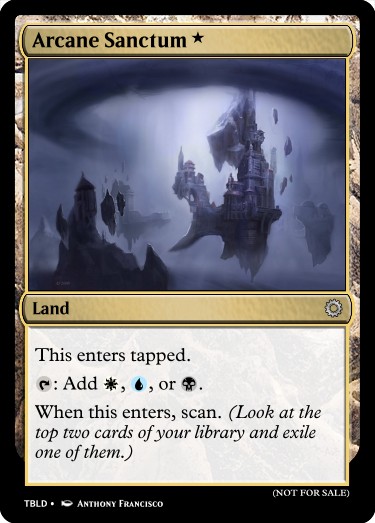 Arcane Sanctum ★
Land
This enters tapped.
: Add , , or .
When this enters, scan. (Look at the
top two cards of your library and exile
one of them.)
(NOT FOR SALE)
TBLD • Anthony Francisco